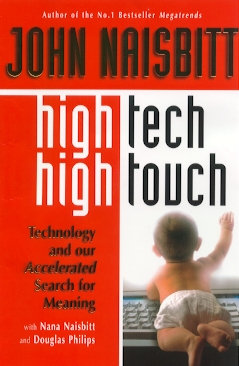 Author of the No.1 Bestseller Megatrends
JOHN NAISBITT
high tech
high touch
Technology
and our
Accelerated
Search for
Meaning
with Nana Naisbitt
and Douglas Philips